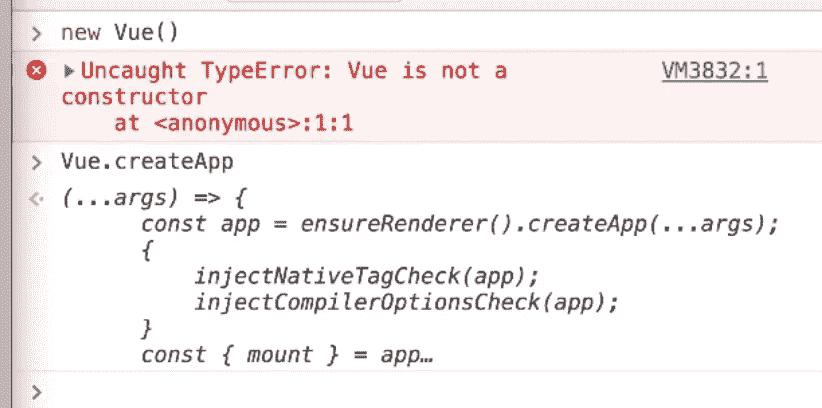 > new Vue()
▶Uncaught TypeError: Vue is not a VM3832:1
constructor
    at <anonymous>:1:1
> Vue.createApp
(...args) => {
      const app = ensureRenderer().createApp(...args);
      {
          injectNativeTagCheck(app);
          injectCompilerOptionsCheck(app);
      }
      const { mount } = app…
>